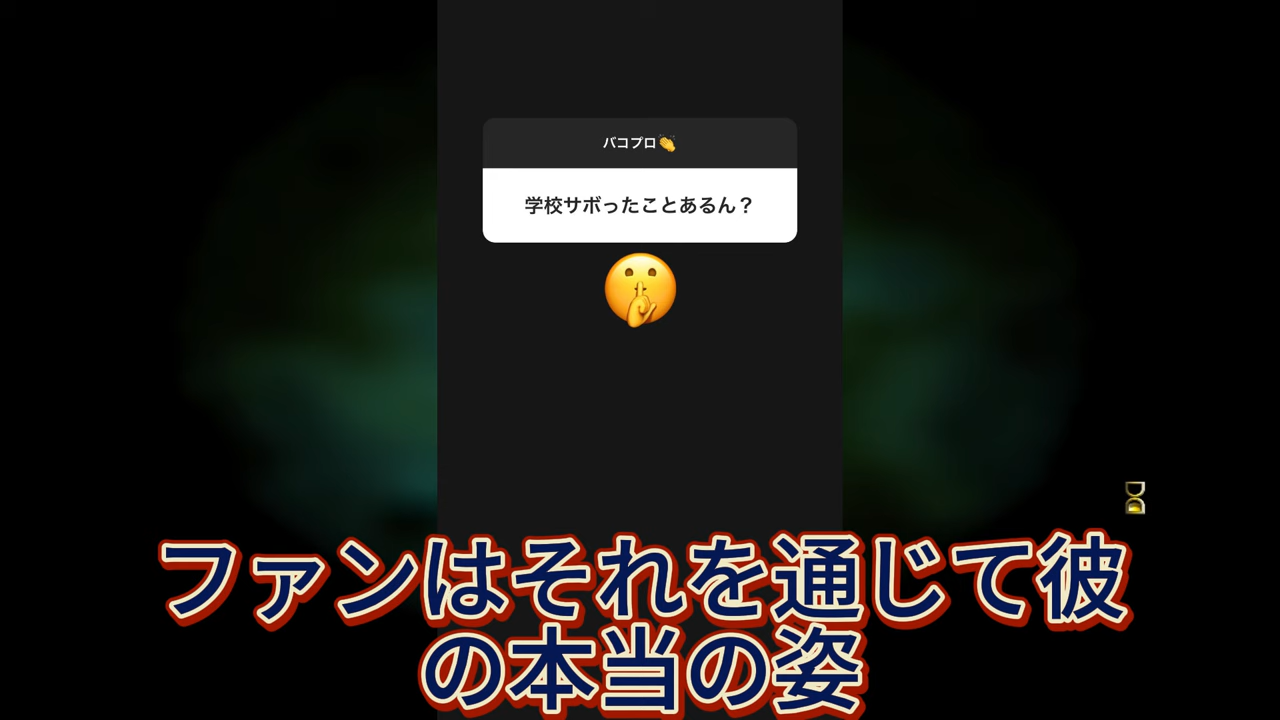 バコプロ👏
学校サボったことあるん？
ファンはそれを通じて彼
の本当の姿